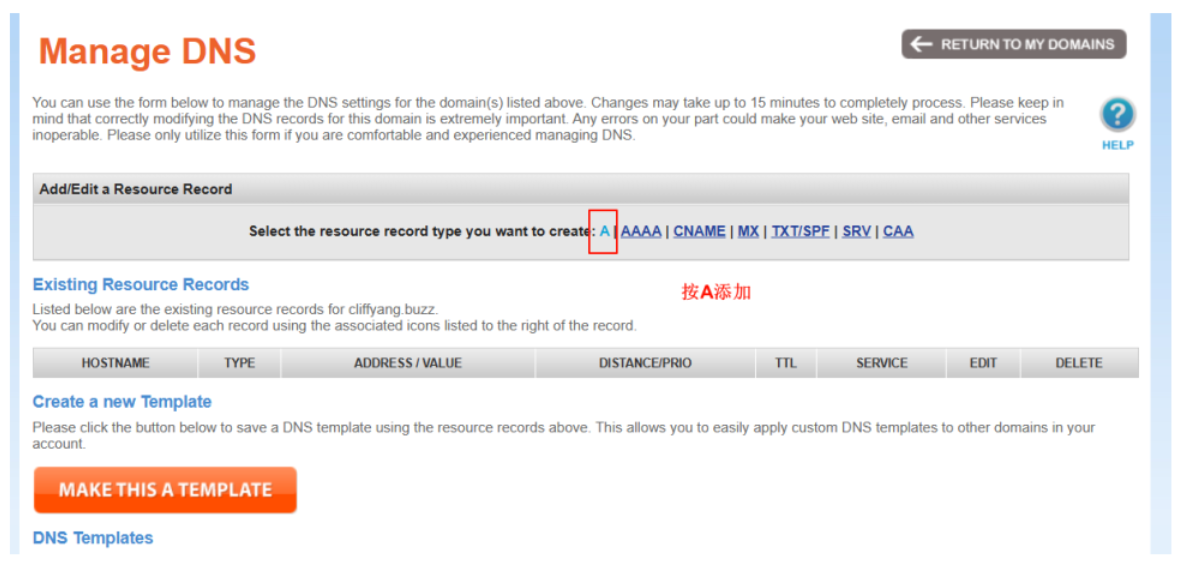 Manage DNS
RETURN TO MY DOMAINS
You can use the form below to manage the DNS settings for the domain(s) listed above. Changes may take up to 15 minutes to completely process. Please keep in
mind that correctly modifying the DNS records for this domain is extremely important. Any errors on your part could make your web site, email and other services
inoperable. Please only utilize this form if you are comfortable and experienced managing DNS.
?
HELP
Add/Edit a Resource Record
Select the resource record type you want to create: A | AAAA | CNAME | MX | TXT/SPF | SRV | CAA
按A添加
Existing Resource Records
Listed below are the existing resource records for cliffyang.buzz.
You can modify or delete each record using the associated icons listed to the right of the record.
HOSTNAME TYPE ADDRESS / VALUE DISTANCE/PRIO TTL SERVICE EDIT DELETE
Create a new Template
Please click the button below to save a DNS template using the resource records above. This allows you to easily apply custom DNS templates to other domains in your
account.
MAKE THIS A TEMPLATE
DNS Templates